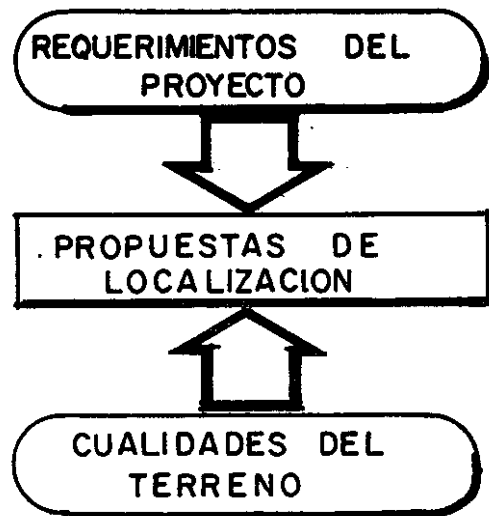 REQUERIMIENTOS DEL
PROYECTO
PROPUESTAS DE
LOCALIZACION
CUALIDADES DEL
TERRENO